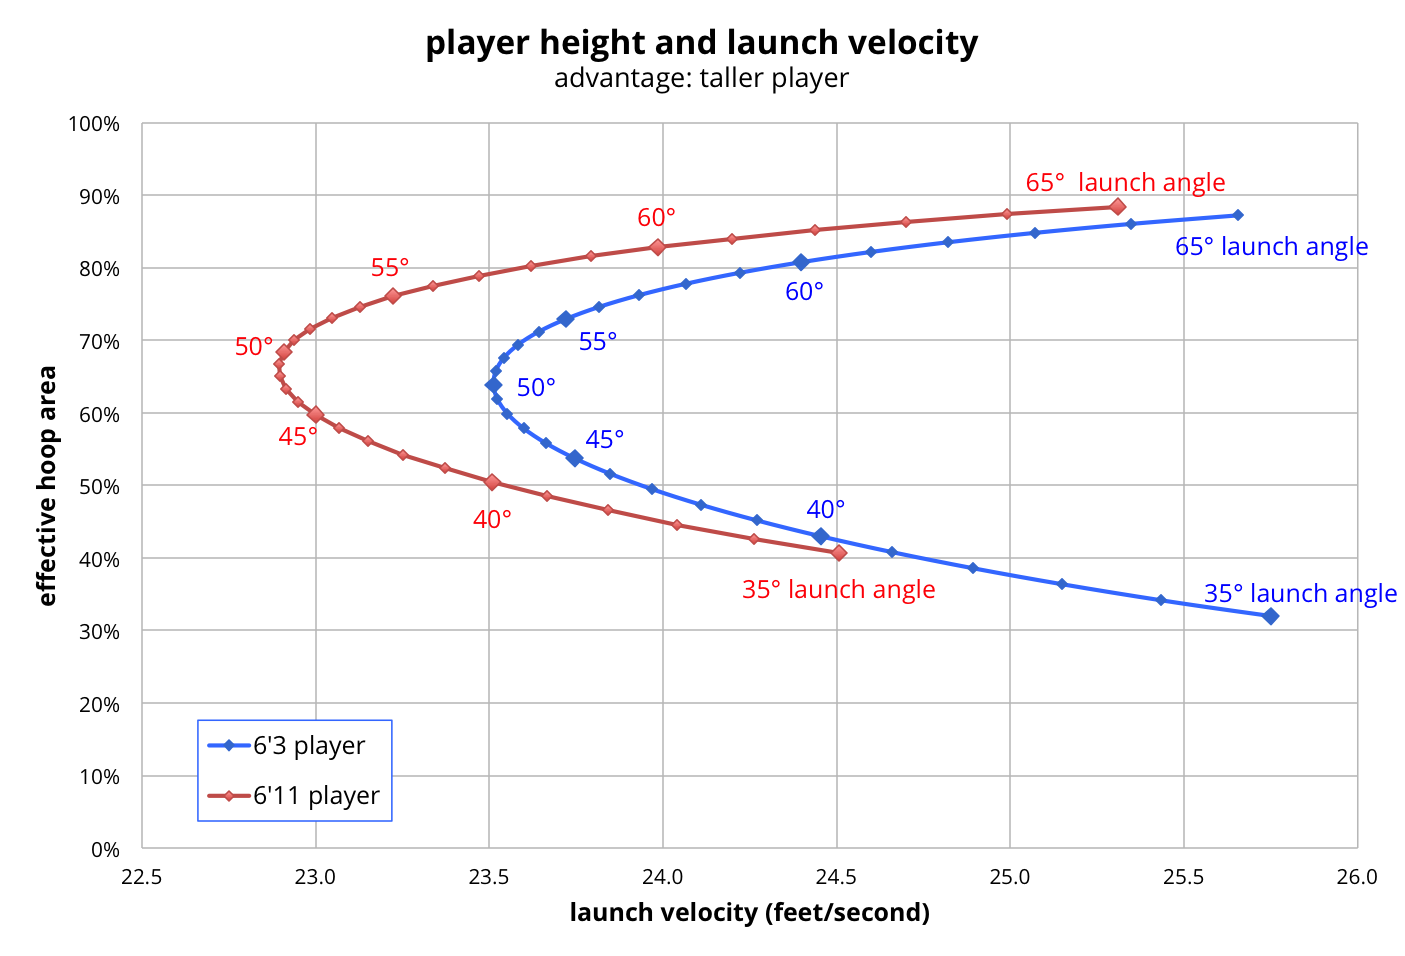 player height and launch velocity
advantage: taller player
100%
90%
80%
70%
60%
50%
40%
30%
20%
10%
0%
effective hoop area
65°  launch angle
60°
55°
50°
45°
40°
35° launch angle
65° launch angle
60°
55°
50°
45°
40°
35° launch angle
6'3 player
6'11 player
22.5 23.0 23.5 24.0 24.5 25.0 25.5 26.0
launch velocity (feet/second)